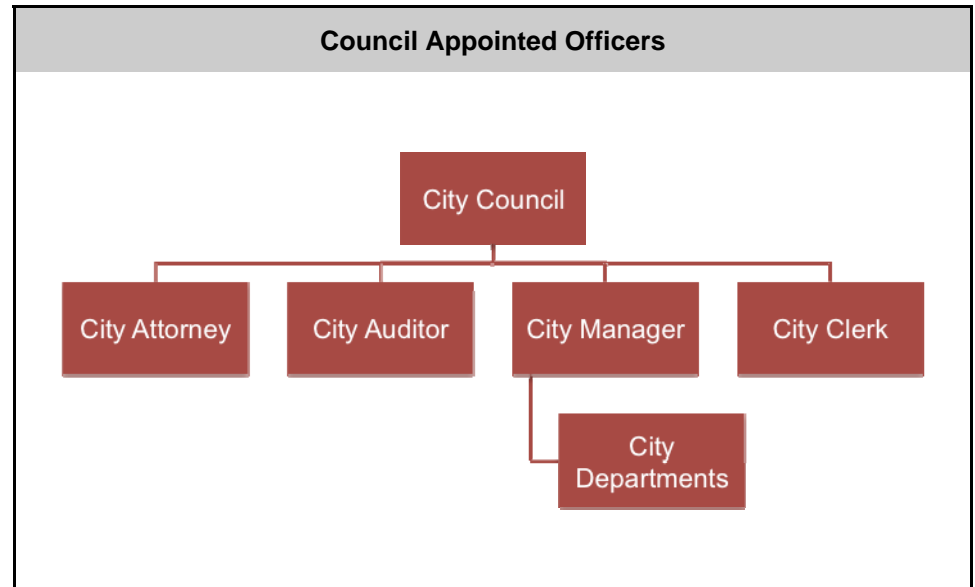 Council Appointed Officers
City Council
City Attorney
City Auditor
City Manager
City Clerk
City
Departments